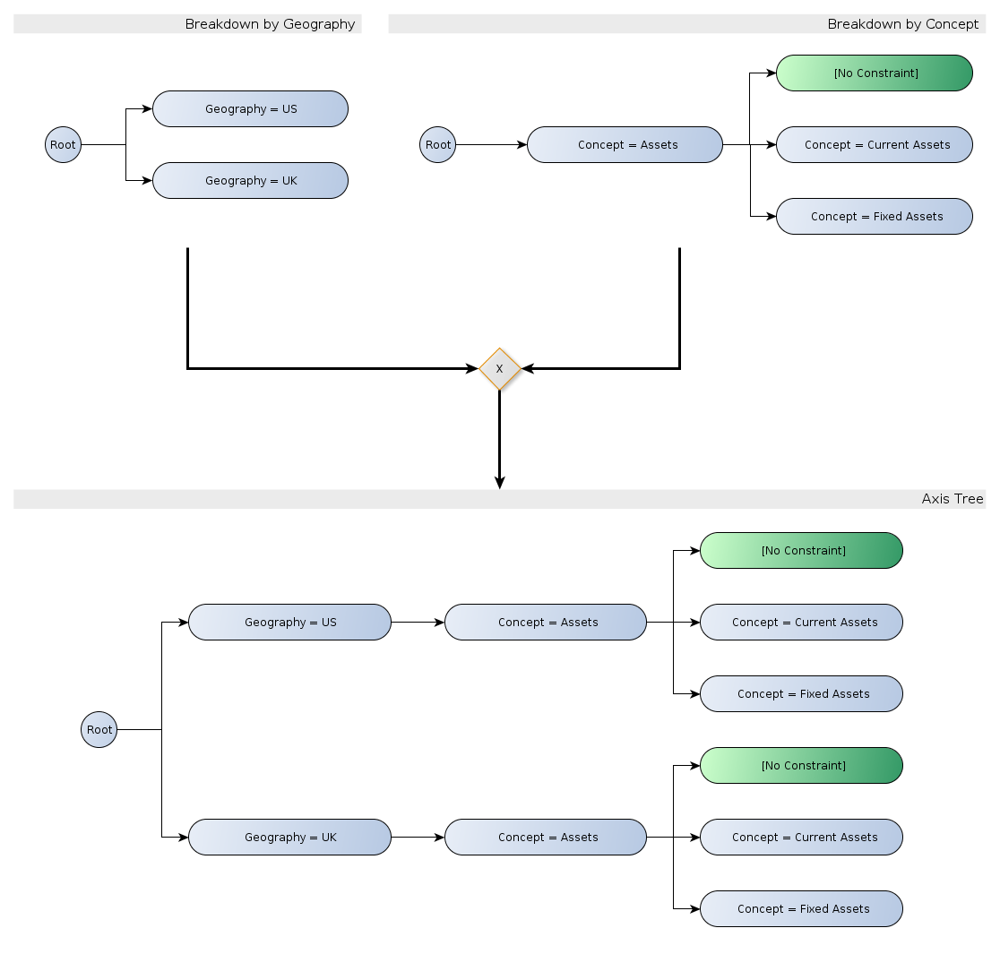 Breakdown by Geography
Breakdown by Concept
[No Constraint]
Geography = US
Root
Root
Concept = Assets
Concept = Current Assets
Geography = UK
Concept = Fixed Assets
X
Axis Tree
[No Constraint]
Geography = US
Concept = Assets
Concept = Current Assets
Concept = Fixed Assets
Root
[No Constraint]
Geography = UK
Concept = Assets
Concept = Current Assets
Concept = Fixed Assets